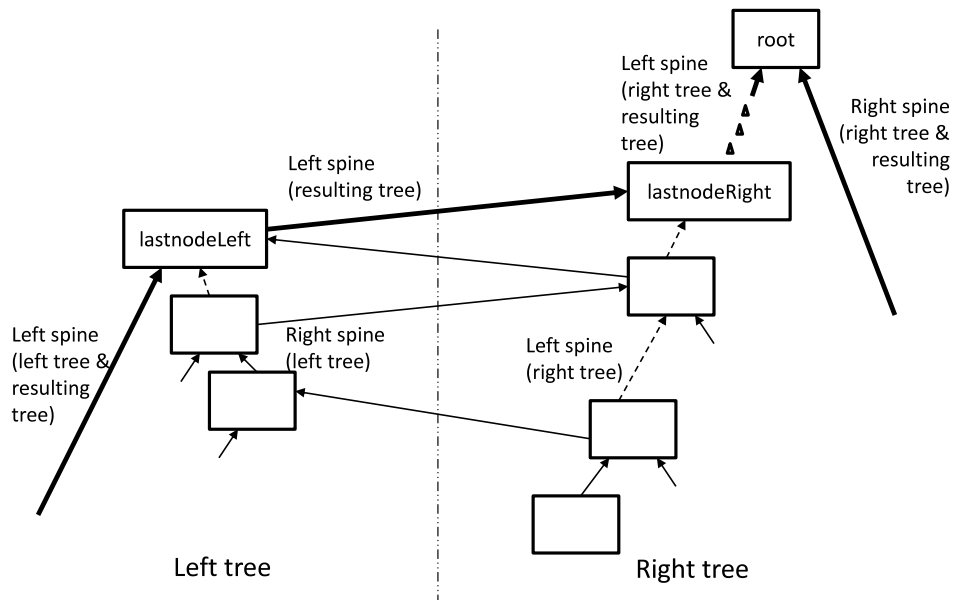 root
Left spine
(right tree &
resulting
tree)
Right spine
(right tree &
resulting
tree)
Left spine
(resulting tree)
lastnodeRight
lastnodeLeft
Left spine
(left tree &
resulting
tree)
Right spine
(left tree)
Left spine
(right tree)
Left tree
Right tree